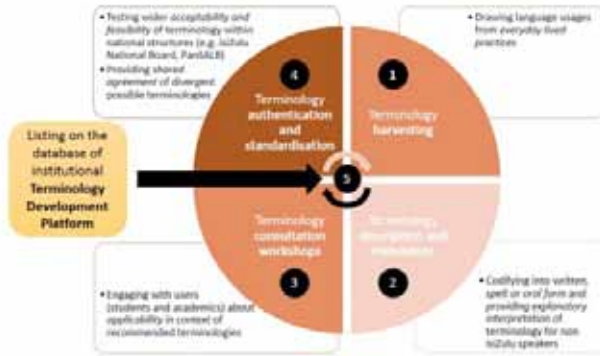 • Testing wider acceptability and
feasibility of terminology within
national structures (e.g. isiZulu
National Board, PanSALB)
• Providing shared
agreement of divergent
possible terminologies
• Drawing language usages
from everyday lived
practices
4
Terminology
authentication
and
standardisation
1
Terminology
harvesting
Listing on the
database of
institutional
Terminology
Development
Platform
5
Terminology
consultation
workshops
3
Terminology
2
• Engaging with users
(students and academics) about
applicability in context of
recommended terminologies
• Codifying into written,
spelt or oral form and
providing explanatory
interpretation of
terminology for non
isiZulu speakers